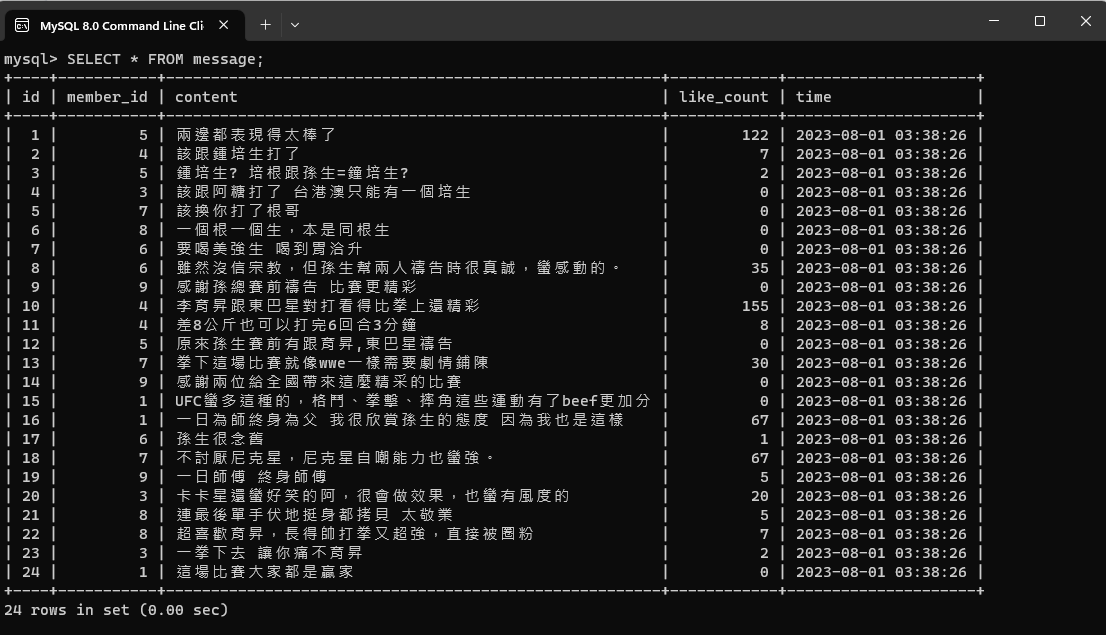 MySQL 8.0 Command Line Cli
mysql> SELECT * FROM message;
+----+-----------+-------------------------------------------------------+------------+---------------------+
| id | member_id | content | like_count | time |
+----+-----------+-------------------------------------------------------+------------+---------------------+
| 1 | 5 | 兩邊都表現得太棒了 | 122 | 2023-08-01 03:38:26 |
| 2 | 4 | 該跟鍾培生打了 | 7 | 2023-08-01 03:38:26 |
| 3 | 5 | 鍾培生? 培根跟孫生=鐘培生? | 2 | 2023-08-01 03:38:26 |
| 4 | 3 | 該跟阿糖打了 台港澳只能有一個培生 | 0 | 2023-08-01 03:38:26 |
| 5 | 7 | 該換你打了根哥 | 0 | 2023-08-01 03:38:26 |
| 6 | 8 | 一個根一個生，本是同根生 | 0 | 2023-08-01 03:38:26 |
| 7 | 6 | 要喝美強生 喝到胃洽升 | 0 | 2023-08-01 03:38:26 |
| 8 | 6 | 雖然沒信宗教，但孫生幫兩人禱告時很真誠，蠻感動的。 | 35 | 2023-08-01 03:38:26 |
| 9 | 9 | 感謝孫總賽前禱告 比賽更精彩 | 0 | 2023-08-01 03:38:26 |
| 10 | 4 | 李育昇跟東巴星對打看得比拳上還精彩 | 155 | 2023-08-01 03:38:26 |
| 11 | 4 | 差8公斤也可以打完6回合3分鐘 | 8 | 2023-08-01 03:38:26 |
| 12 | 5 | 原來孫生賽前有跟育昇,東巴星禱告 | 0 | 2023-08-01 03:38:26 |
| 13 | 7 | 拳下這場比賽就像wwe一樣需要劇情鋪陳 | 30 | 2023-08-01 03:38:26 |
| 14 | 9 | 感謝兩位給全國帶來這麼精采的比賽 | 0 | 2023-08-01 03:38:26 |
| 15 | 1 | UFC蠻多這種的，格鬥、拳擊、摔角這些運動有了beef更加分 | 0 | 2023-08-01 03:38:26 |
| 16 | 1 | 一日為師終身為父 我很欣賞孫生的態度 因為我也是這樣 | 67 | 2023-08-01 03:38:26 |
| 17 | 6 | 孫生很念舊 | 1 | 2023-08-01 03:38:26 |
| 18 | 7 | 不討厭尼克星，尼克星自嘲能力也蠻強。 | 67 | 2023-08-01 03:38:26 |
| 19 | 9 | 一日師傅 終身師傅 | 5 | 2023-08-01 03:38:26 |
| 20 | 3 | 卡卡星還蠻好笑的阿，很會做效果，也蠻有風度的 | 20 | 2023-08-01 03:38:26 |
| 21 | 8 | 連最後單手伏地挺身都拷貝 太敬業 | 5 | 2023-08-01 03:38:26 |
| 22 | 8 | 超喜歡育昇，長得帥打拳又超強，直接被圈粉 | 7 | 2023-08-01 03:38:26 |
| 23 | 3 | 一拳下去 讓你痛不育昇 | 2 | 2023-08-01 03:38:26 |
| 24 | 1 | 這場比賽大家都是贏家 | 0 | 2023-08-01 03:38:26 |
+----+-----------+-------------------------------------------------------+------------+---------------------+
24 rows in set (0.00 sec)